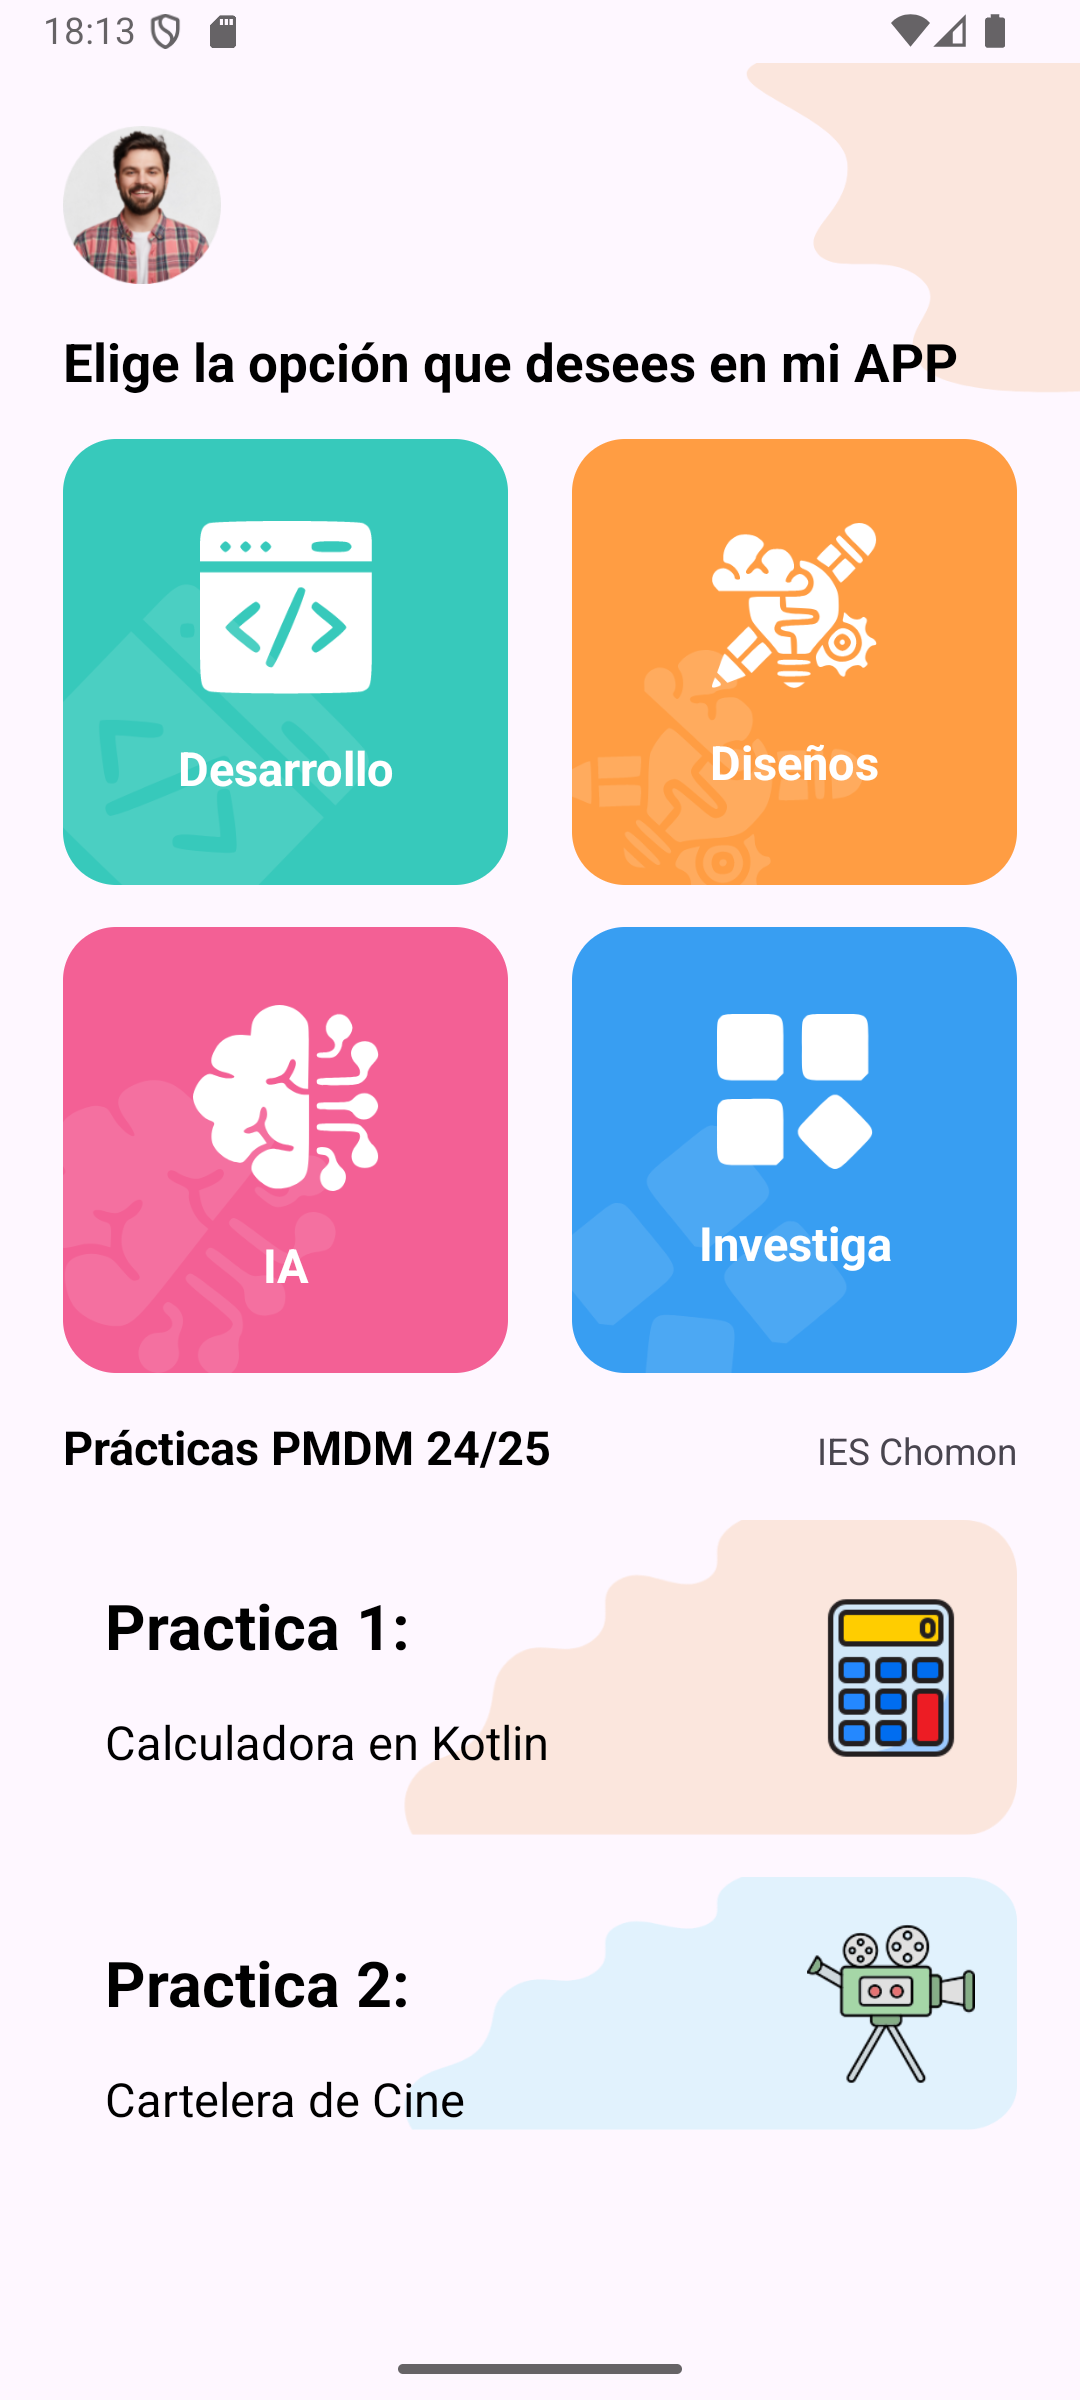 18:13
Elige la opción que desees en mi APP
Desarrollo
Diseños
IA
Investiga
Prácticas PMDM 24/25
IES Chomon
Practica 1:
0
Calculadora en Kotlin
Practica 2:
Cartelera de Cine